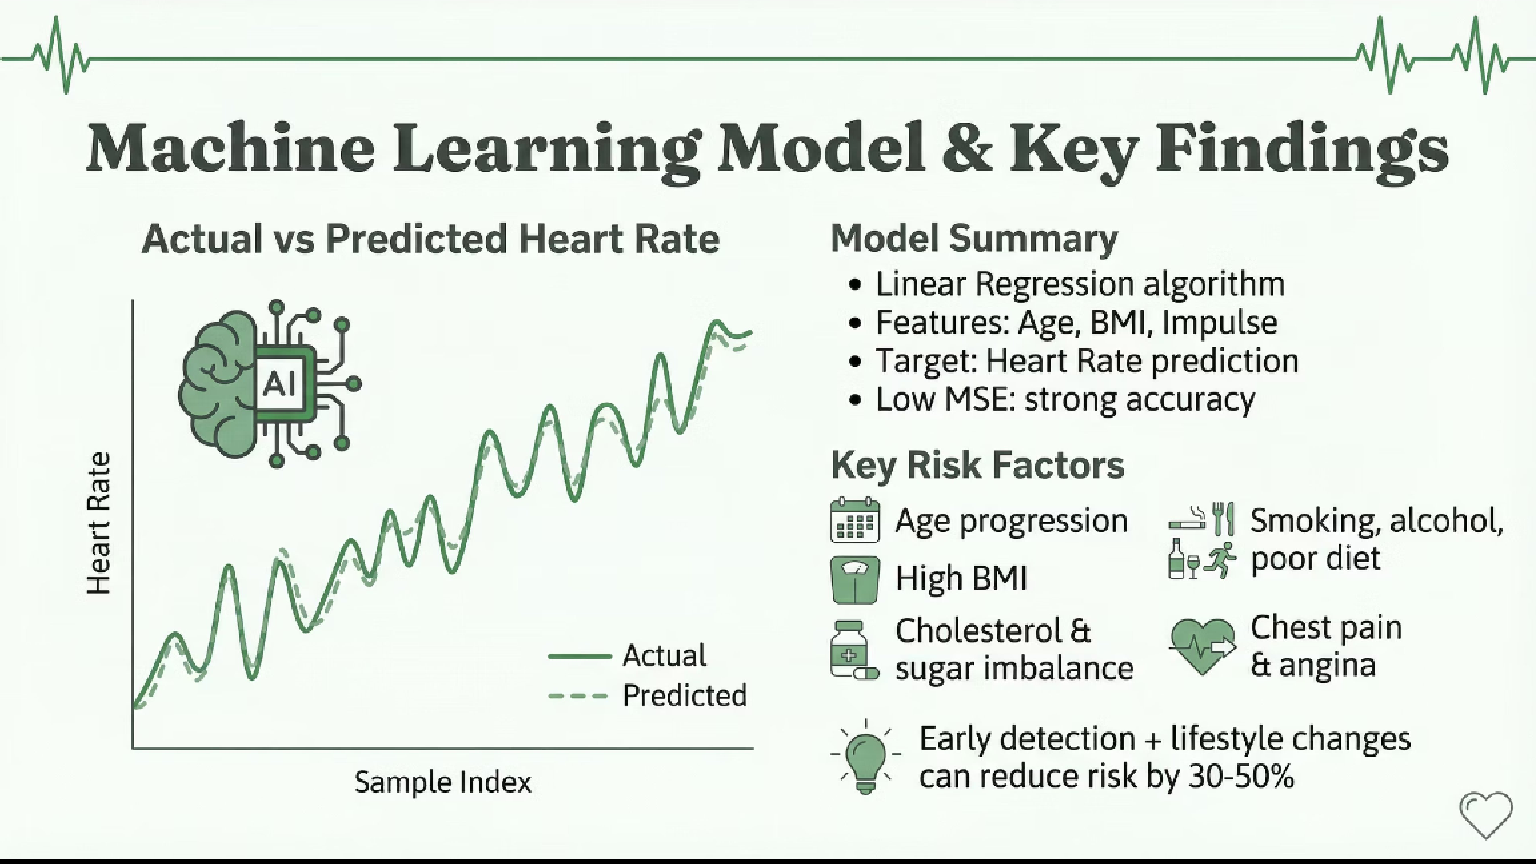 Machine Learning Model & Key Findings
Actual vs Predicted Heart Rate
AI
Heart Rate
Actual
Predicted
Sample Index
Model Summary
• Linear Regression algorithm
• Features: Age, BMI, Impulse
• Target: Heart Rate prediction
• Low MSE: strong accuracy
Key Risk Factors
Age progression
High BMI
Cholesterol &
sugar imbalance
Smoking, alcohol,
poor diet
Chest pain
& angina
Early detection + lifestyle changes
can reduce risk by 30-50%